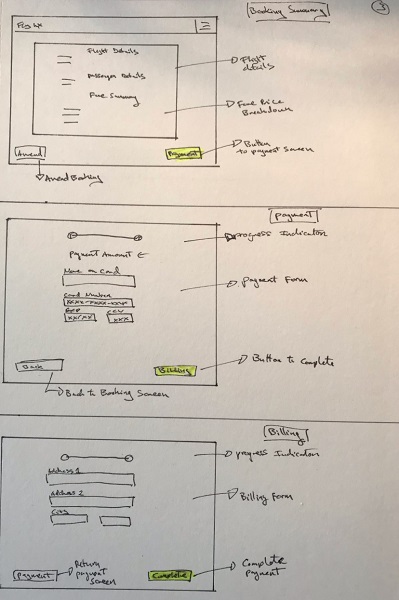 Booking Summary
3
Flight Details
Flight
details
Passenger Details
Fare Summary
Fare Price
Breakdown
Amend
Payment
Button
to payment screen
Amend Booking
Payment
Progress Indicator
Payment Amount €
Name on Card
Payment Form
Card Number
XXXX-XXXX-XXXX
EXP
CCV
XX/XX
XXX
Back
Billing
Button to Complete
Back to Booking Screen
Billing
Progress Indicator
Address 1
Address 2
Billing Form
City
Payment
Return
payment
screen
Complete
Complete
Payment